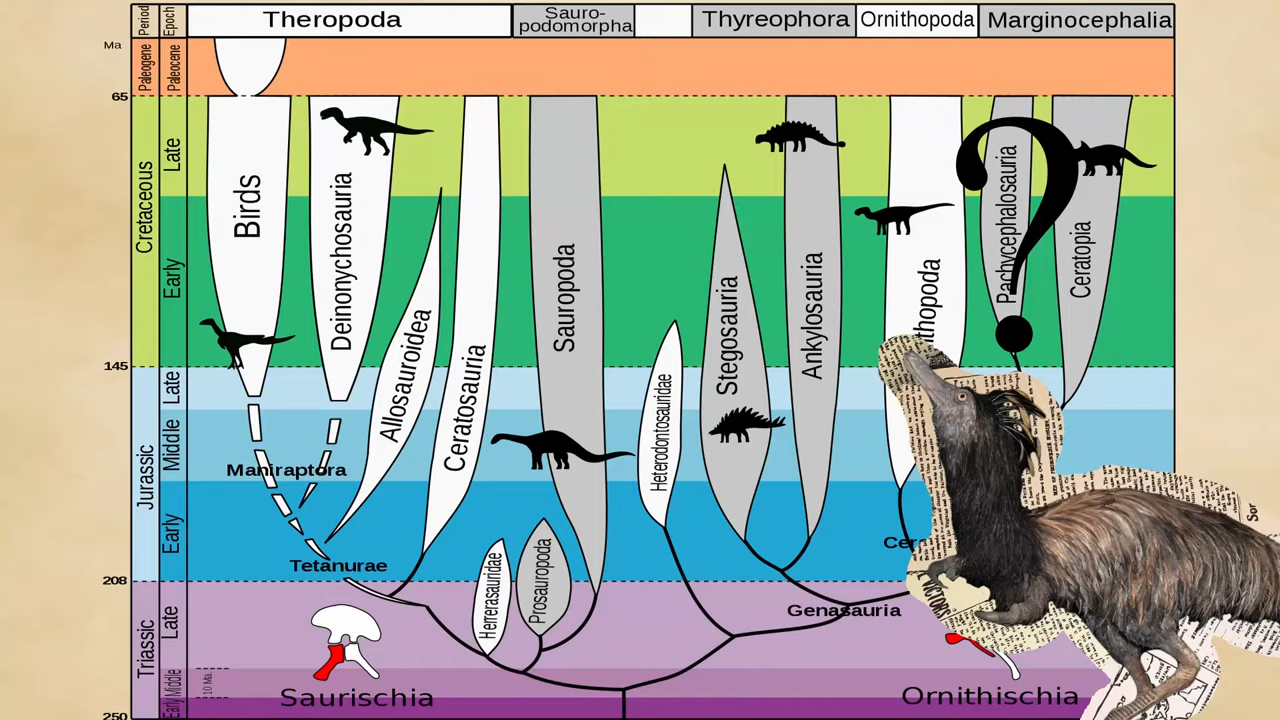 Period
Epoch
Theropoda
Sauro-
podomorpha
Thyreophora
Ornithopoda
Marginocephalia
Ma
Paleogene
Paleocene
65
Cretaceous
Late
Early
Birds
Deinonychosauria
Allosauroidea
Ceratosauria
Sauropoda
Heterodontosauridae
Stegosauria
Ankylosauria
thopoda
Pachycephalosauria
?
Ceratopia
145
Jurassic
Late
Middle
Early
Maniraptora
Tetanurae
Cer
208
Triassic
Late
Early
Middle
10 Ma.
Herrerasauridae
Prosauropoda
Genasauria
VICTORS
Sor
Saurischia
Ornithischia
250